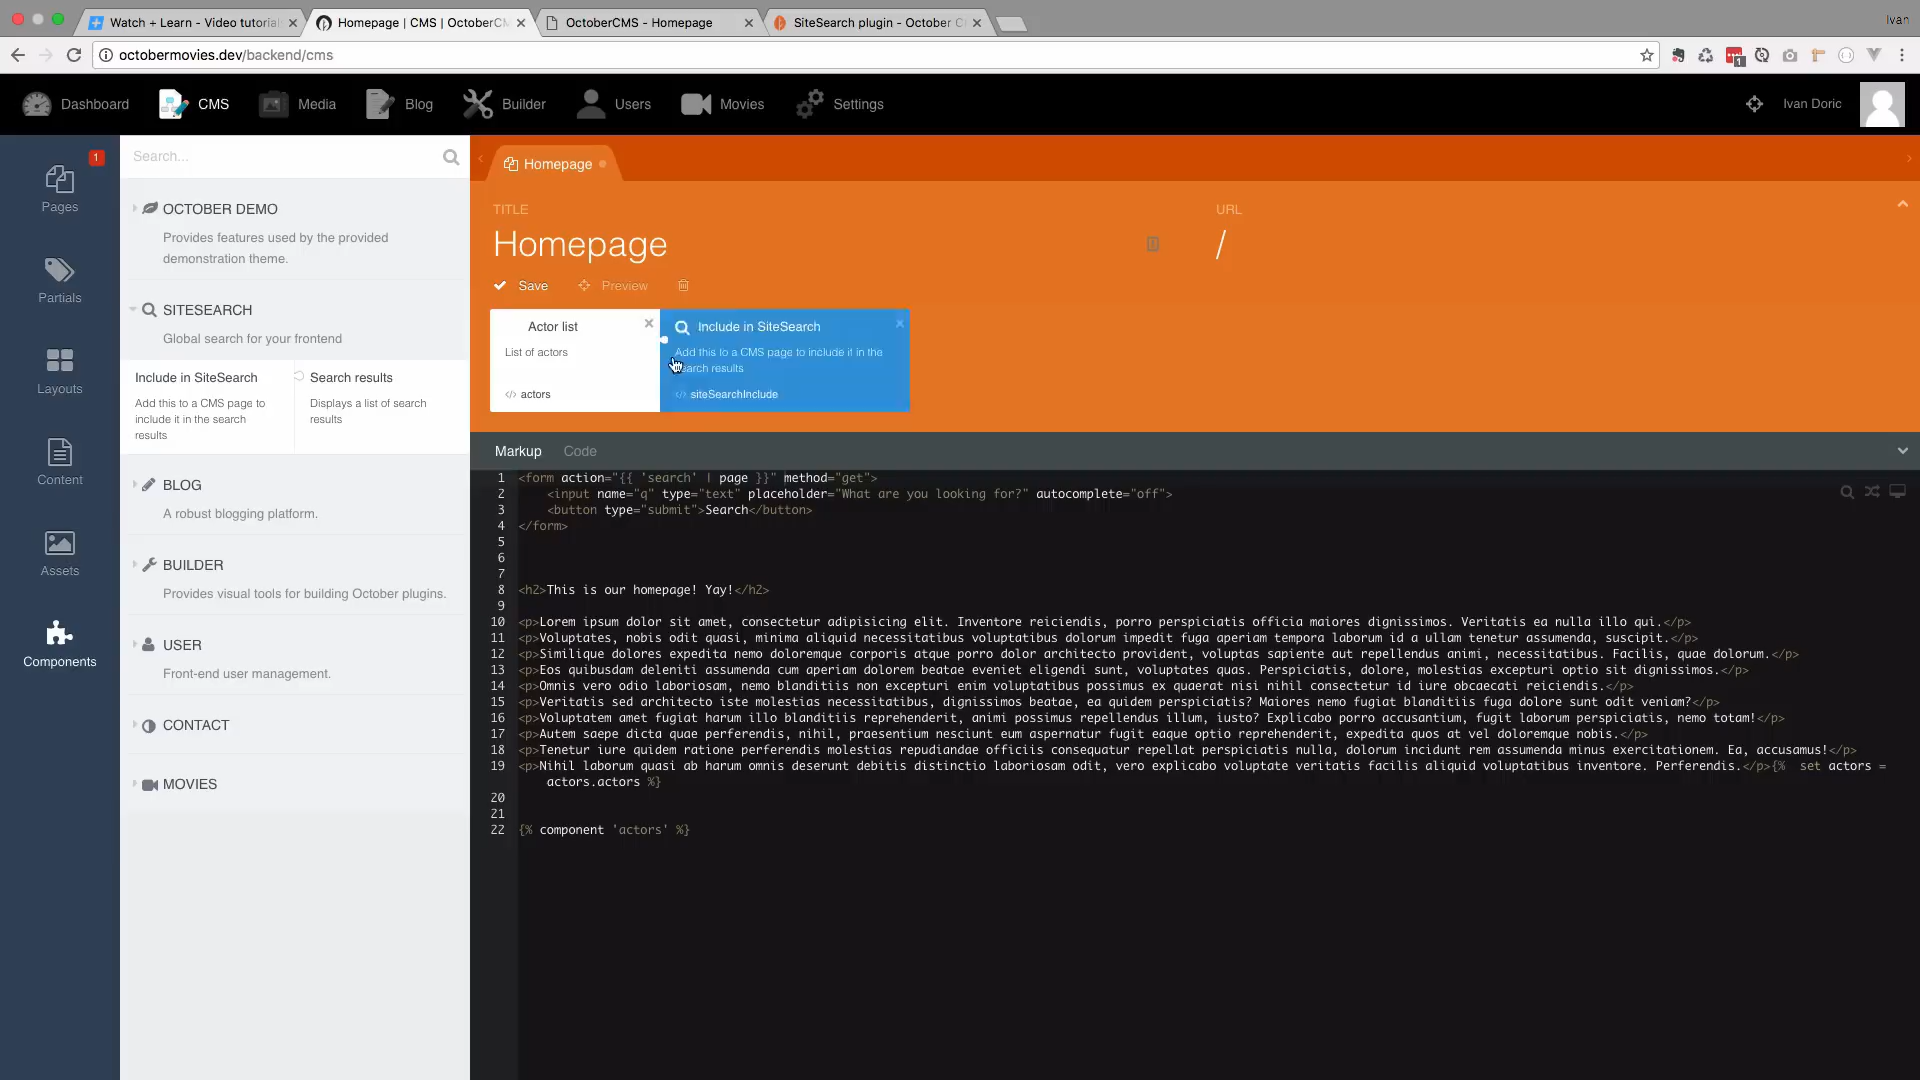 Watch + Learn - Video tutorial
Homepage | CMS | OctoberC
OctoberCMS - Homepage
SiteSearch plugin - October C
Ivan
octobermovies.dev/backend/cms
1
Dashboard
CMS
Media
Blog
Builder
Users
Movies
Settings
Ivan Doric
1
Pages
Partials
Layouts
Content
Assets
Components
Search...
OCTOBER DEMO
Provides features used by the provided
demonstration theme.
SITESEARCH
Global search for your frontend
Include in SiteSearch
Add this to a CMS page to
include it in the search
results
Search results
Displays a list of search
results
BLOG
A robust blogging platform.
BUILDER
Provides visual tools for building October plugins.
USER
Front-end user management.
CONTACT
MOVIES
Homepage
TITLE
Homepage
URL
/
Save
Preview
Actor list
List of actors
</> actors
Include in SiteSearch
Add this to a CMS page to include it in the
search results
</> siteSearchInclude
Markup
Code
1 <form action="{{ 'search' | page }}" method="get">
2 <input name="q" type="text" placeholder="What are you looking for?" autocomplete="off">
3 <button type="submit">Search</button>
4 </form>
5
6
7
8 <h2>This is our homepage! Yay!</h2>
9
10 <p>Lorem ipsum dolor sit amet, consectetur adipisicing elit. Inventore reiciendis, porro perspiciatis officia maiores dignissimos. Veritatis ea nulla illo qui.</p>
11 <p>Voluptates, nobis odit quasi, minima aliquid necessitatibus voluptatibus dolorum impedit fuga aperiam tempora laborum id a ullam tenetur assumenda, suscipit.</p>
12 <p>Similique dolores expedita nemo doloremque corporis atque porro dolor architecto provident, voluptas sapiente aut repellendus animi, necessitatibus. Facilis, quae dolorum.</p>
13 <p>Eos quibusdam deleniti assumenda cum aperiam dolorem beatae eveniet eligendi sunt, voluptates quas. Perspiciatis, dolore, molestias excepturi optio sit dignissimos.</p>
14 <p>Omnis vero odio laboriosam, nemo blanditiis non excepturi enim voluptatibus possimus ex quaerat nisi nihil consectetur id iure obcaecati reiciendis.</p>
15 <p>Veritatis sed architecto iste molestias necessitatibus, dignissimos beatae, ea quidem perspiciatis? Maiores nemo fugiat blanditiis fuga dolore sunt odit veniam?</p>
16 <p>Voluptatem amet fugiat harum illo blanditiis reprehenderit, animi possimus repellendus illum, iusto? Explicabo porro accusantium, fugit laborum perspiciatis, nemo totam!</p>
17 <p>Autem saepe dicta quae perferendis, nihil, praesentium nesciunt eum aspernatur fugit eaque optio reprehenderit, expedita quos at vel doloremque nobis.</p>
18 <p>Tenetur iure quidem ratione perferendis molestias repudiandae officiis consequatur repellat perspiciatis nulla, dolorum incidunt rem assumenda minus exercitationem. Ea, accusamus!</p>
19 <p>Nihil laborum quasi ab harum omnis deserunt debitis distinctio laboriosam odit, vero explicabo voluptate veritatis facilis aliquid voluptatibus inventore. Perferendis.</p>{% set actors =
actors.actors %}
20
21
22 {% component 'actors' %}